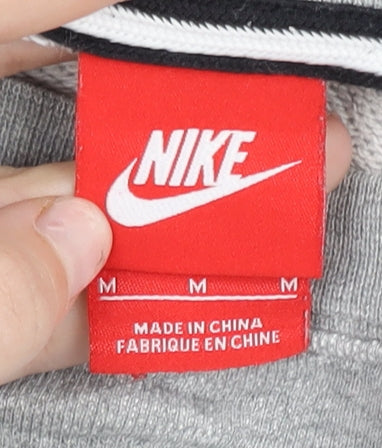 NIKE
M M M
MADE IN CHINA
FABRIQUE EN CHINE